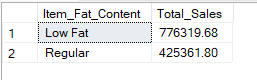 Item_Fat_Content Total_Sales
1 Low Fat 776319.68
2 Regular 425361.80